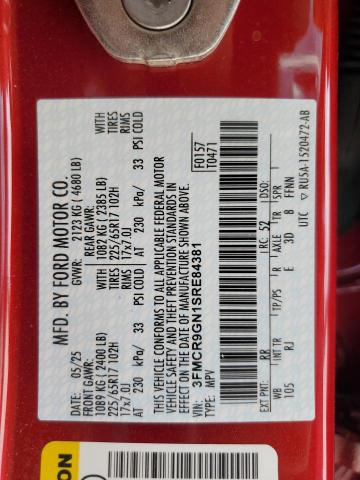 MFD. BY FORD MOTOR CO.
DATE: 05/25 GVWR: 2123 KG ( 4680 LB)
FRONT GAWR: REAR GAWR: WITH
1089 KG ( 2400 LB) 1082 KG ( 2385 LB) TIRES
225/65R17 102H 225/65R17 102H RIMS
17x7.0J 17x7.0J
AT 230 kPa/ 33 PSI COLD AT 230 kPa/ 33 PSI COLD
THIS VEHICLE CONFORMS TO ALL APPLICABLE FEDERAL MOTOR
VEHICLE SAFETY AND THEFT PREVENTION STANDARDS IN
EFFECT ON THE DATE OF MANUFACTURE SHOWN ABOVE.
F0157
T0471
VIN: 3FMCR9GN1SRE84381
TYPE: MPV
EXT PNT: RR RC: 52 DSO:
WB INT TR TP/PS R AXLE TR SPR
105 RJ E 3D 8 FFNN
UTC ▽ RU5A-1520472-AB
ON